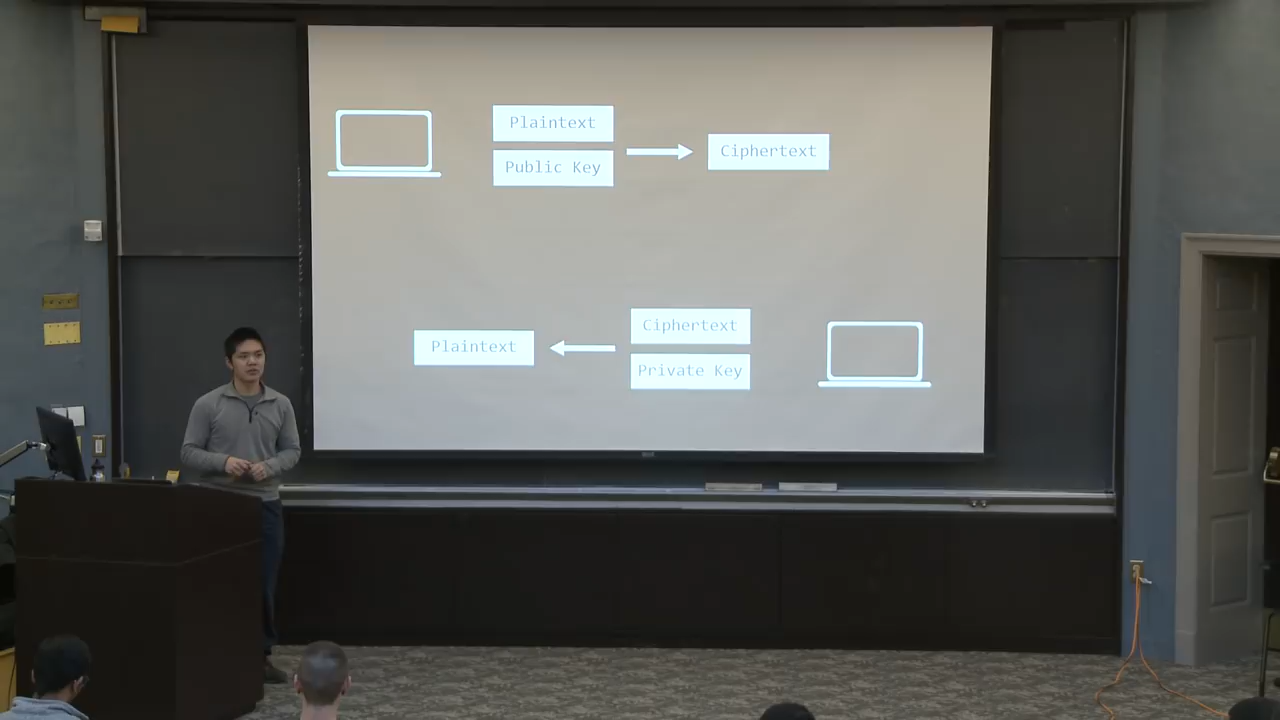 Plaintext
Public Key
Ciphertext
Ciphertext
Plaintext
Private Key